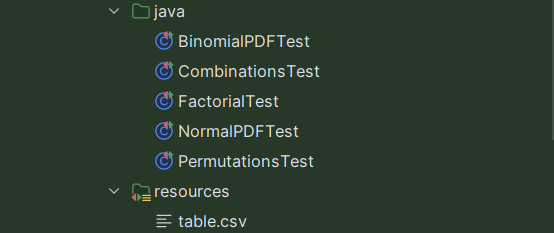 java
BinomialPDFTest
CombinationsTest
FactorialTest
NormalPDFTest
PermutationsTest
resources
table.csv